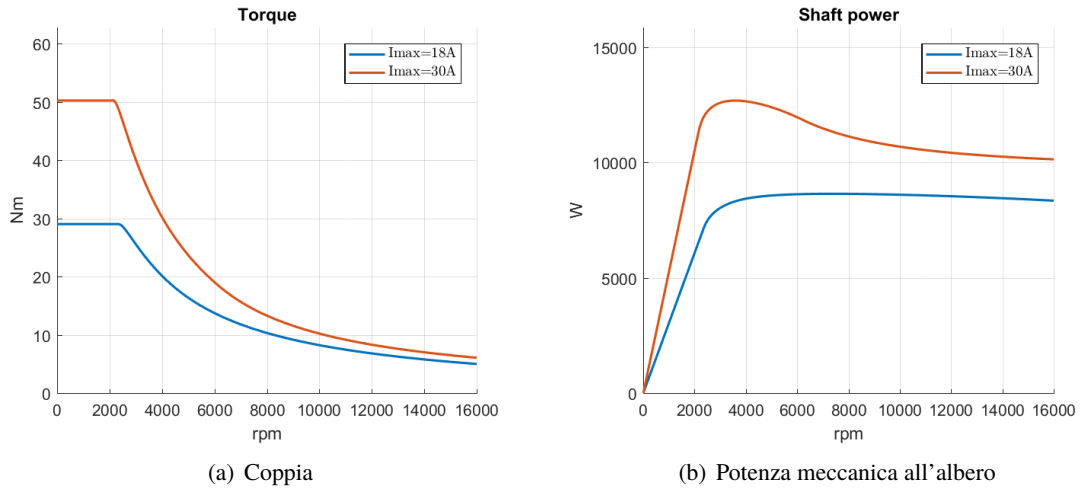 Torque
60
50
40
30
20
10
0
Nm
Imax=18A
Imax=30A
0 2000 4000 6000 8000 10000 12000 14000 16000
rpm
(a) Coppia
Shaft power
15000
10000
5000
0
W
Imax=18A
Imax=30A
0 2000 4000 6000 8000 10000 12000 14000 16000
rpm
(b) Potenza meccanica all'albero